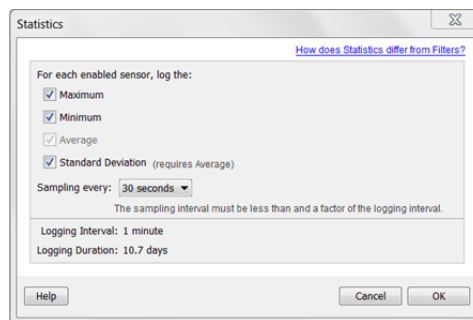 Statistics
How does Statistics differ from Filters?
For each enabled sensor, log the:
Maximum
Minimum
Average
Standard Deviation (requires Average)
Sampling every: 30 seconds
The sampling interval must be less than and a factor of the logging interval.
Logging Interval: 1 minute
Logging Duration: 10.7 days
Help Cancel OK